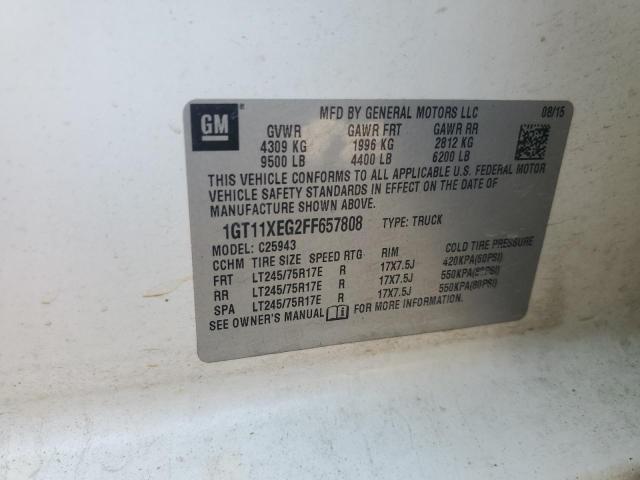 GM
MFD BY GENERAL MOTORS LLC 08/15
GVWR GAWR FRT GAWR RR
4309 KG 1996 KG 2812 KG
9500 LB 4400 LB 6200 LB
THIS VEHICLE CONFORMS TO ALL APPLICABLE U.S. FEDERAL MOTOR
VEHICLE SAFETY STANDARDS IN EFFECT ON THE DATE OF
MANUFACTURE SHOWN ABOVE.
1GT11XEG2FF657808 TYPE: TRUCK
MODEL: C25943
CCHM TIRE SIZE SPEED RTG RIM COLD TIRE PRESSURE
FRT LT245/75R17E R 17X7.5J 420KPA(60PSI)
RR LT245/75R17E R 17X7.5J 550KPA(80PSI)
SPA LT245/75R17E R 17X7.5J 550KPA(80PSI)
SEE OWNER'S MANUAL FOR MORE INFORMATION.